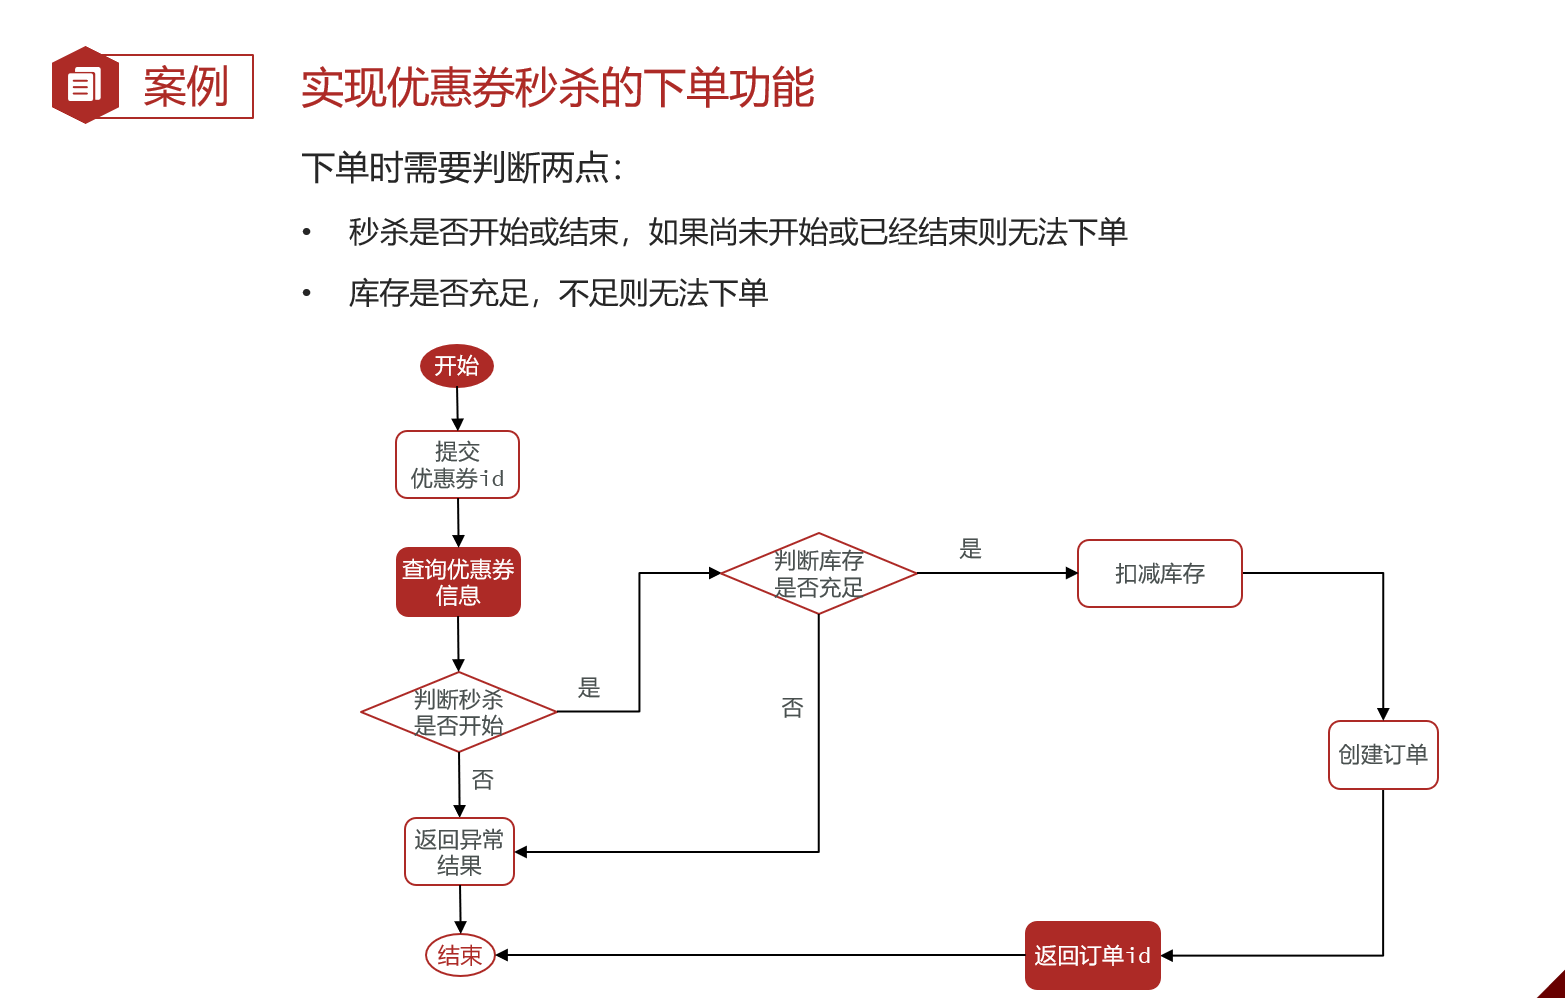 案例
实现优惠券秒杀的下单功能
下单时需要判断两点：
• 秒杀是否开始或结束，如果尚未开始或已经结束则无法下单
• 库存是否充足，不足则无法下单
开始
提交
优惠券id
查询优惠券
信息
判断秒杀
是否开始
是
否
判断库存
是否充足
是
否
扣减库存
创建订单
返回异常
结果
返回订单id
结束